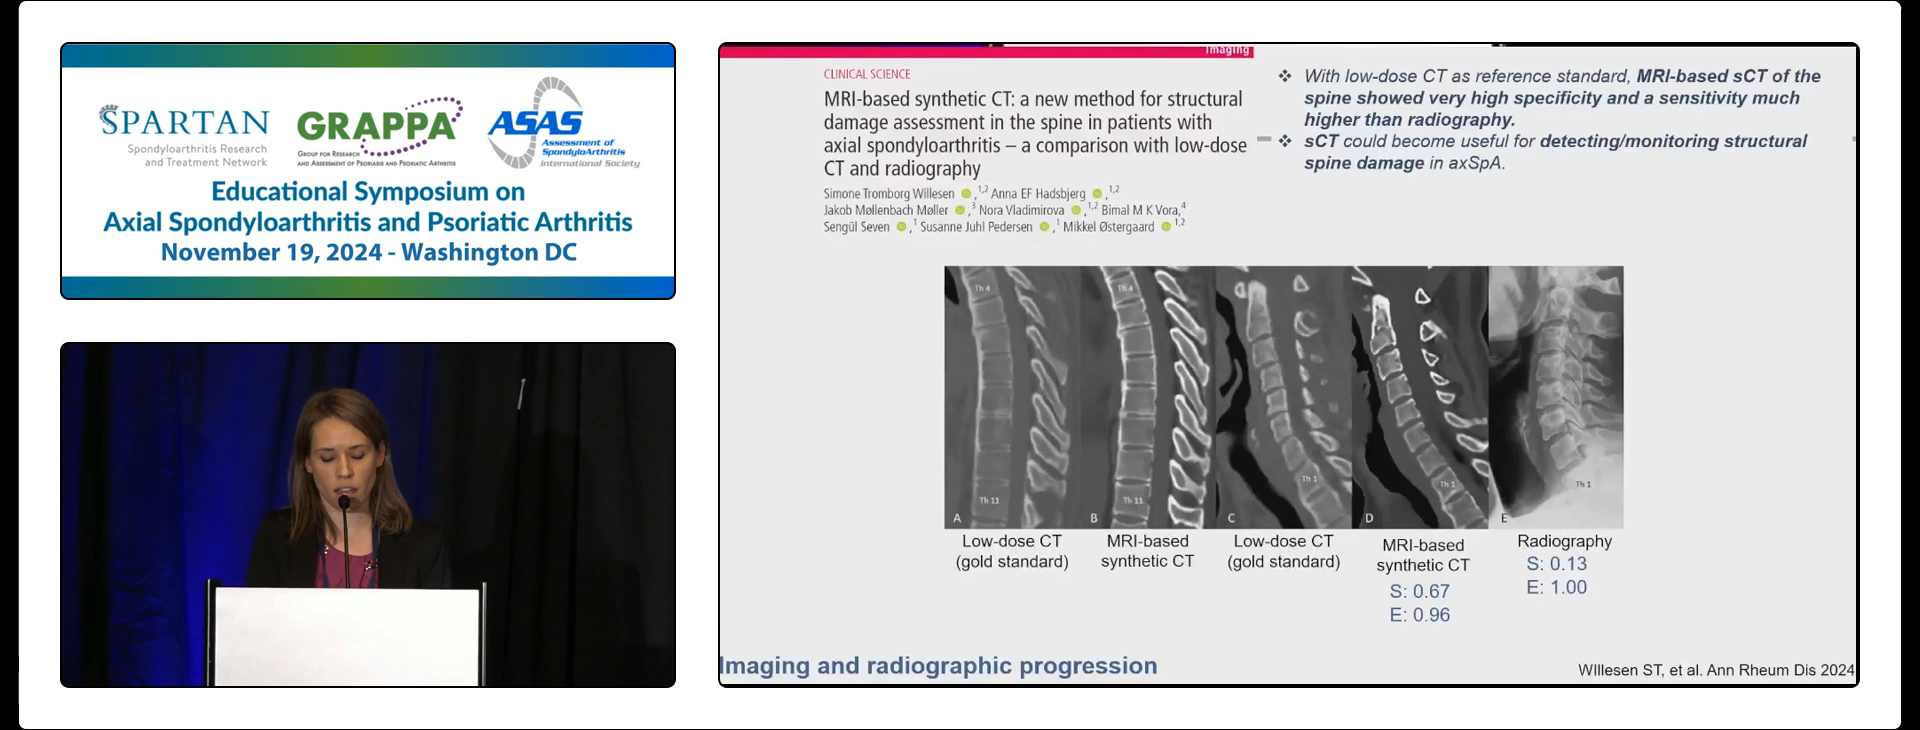 SPARTAN
Spondyloarthritis Research
and Treatment Network
GRAPPA
GROUP FOR RESEARCH
AND ASSESSMENT OF PSORIASIS AND PSORIATIC ARTHRITIS
ASAS
Assessment of
SpondyloArthritis
International Society
Educational Symposium on
Axial Spondyloarthritis and Psoriatic Arthritis
November 19, 2024 - Washington DC
Imaging
CLINICAL SCIENCE
MRI-based synthetic CT: a new method for structural
damage assessment in the spine in patients with
axial spondyloarthritis – a comparison with low-dose
CT and radiography
Simone Tromborg Willesen ,1,2 Anna EF Hadsbjerg ,1,2
Jakob Møllenbach Møller ,3 Nora Vladimirova ,1,2 Bimal M K Vora,4
Sengül Seven ,1 Susanne Juhl Pedersen ,1 Mikkel Østergaard 1,2
❖ With low-dose CT as reference standard, MRI-based sCT of the
spine showed very high specificity and a sensitivity much
higher than radiography.
❖ sCT could become useful for detecting/monitoring structural
spine damage in axSpA.
Th 4
Th 11
A
Th 4
Th 11
B
Th 1
C
Th 1
D
Th 1
E
Low-dose CT
(gold standard)
MRI-based
synthetic CT
Low-dose CT
(gold standard)
MRI-based
synthetic CT
S: 0.67
E: 0.96
Radiography
S: 0.13
E: 1.00
Imaging and radiographic progression
WIllesen ST, et al. Ann Rheum Dis 2024